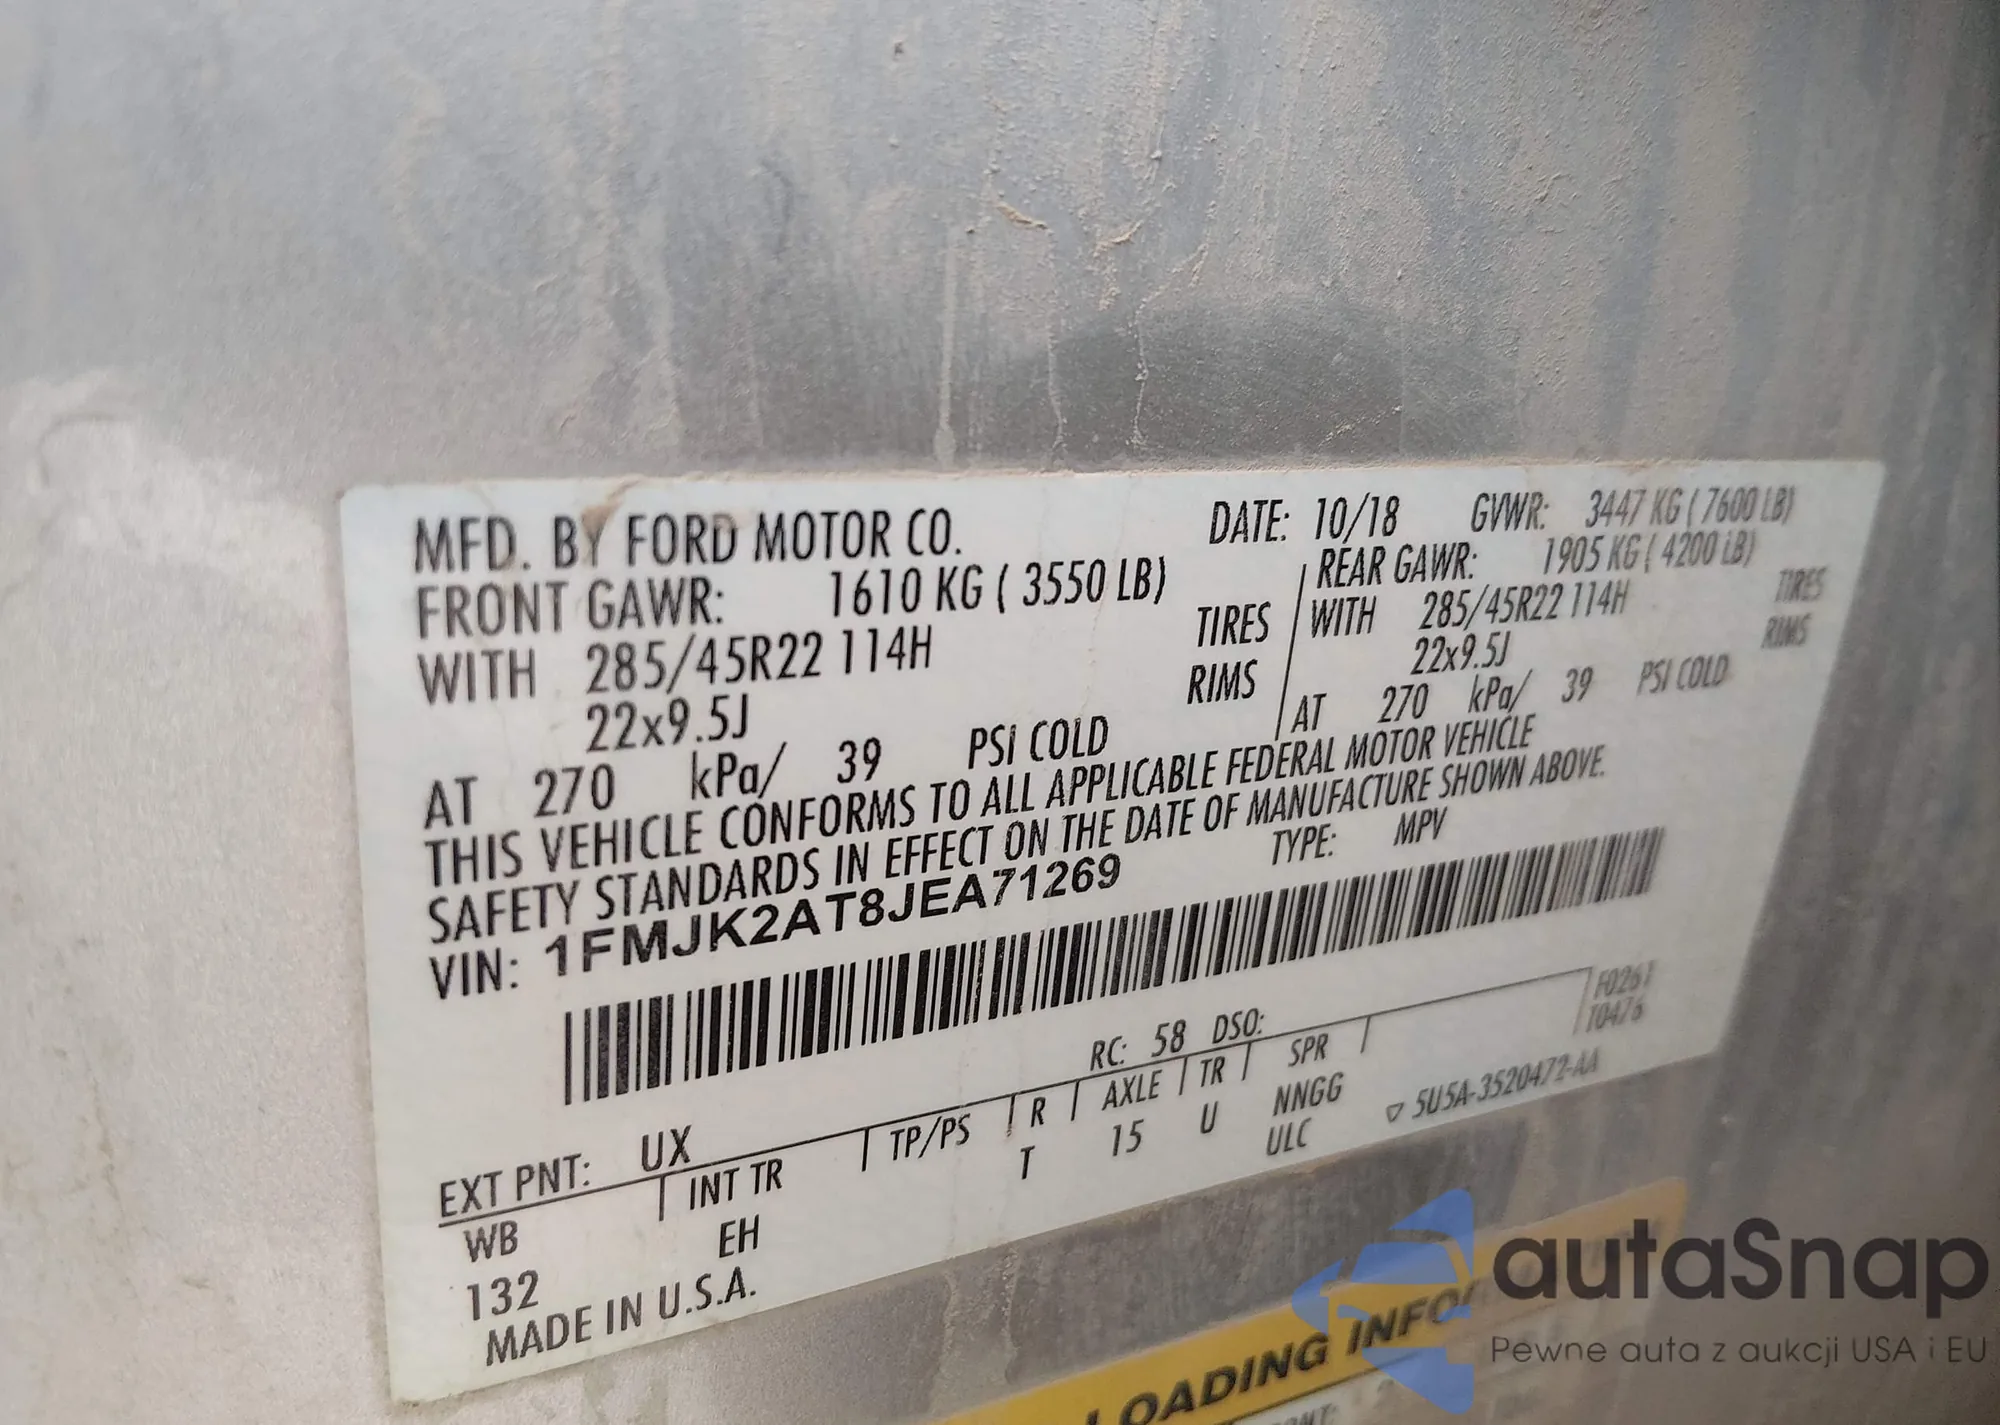 MFD. BY FORD MOTOR CO. DATE: 10/18 GVWR: 3447 KG ( 7600 LB)
FRONT GAWR: 1610 KG ( 3550 LB) REAR GAWR: 1905 KG ( 4200 LB)
WITH 285/45R22 114H TIRES WITH 285/45R22 114H TIRES
22x9.5J RIMS 22x9.5J RIMS
AT 270 kPa/ 39 PSI COLD AT 270 kPa/ 39 PSI COLD
THIS VEHICLE CONFORMS TO ALL APPLICABLE FEDERAL MOTOR VEHICLE
SAFETY STANDARDS IN EFFECT ON THE DATE OF MANUFACTURE SHOWN ABOVE.
VIN: 1FMJK2AT8JEA71269 TYPE: MPV
F0261
T0476
EXT PNT: UX RC: 58 DSO:
WB INT TR TP/PS R AXLE TR SPR
132 EH T 15 U NNGG
ULC
MADE IN U.S.A. 5U5A-3520472-AA
LOADING
autaSnap
Pewne auta z aukcji USA i EU